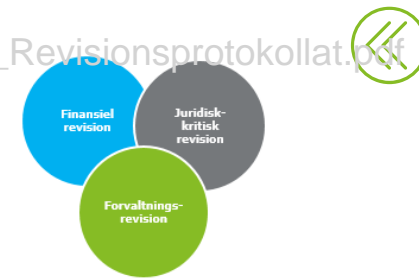 _Revisionsprotokollat.pdf
Finansiel
revision
Juridisk-
kritisk
revision
Forvaltnings-
revision